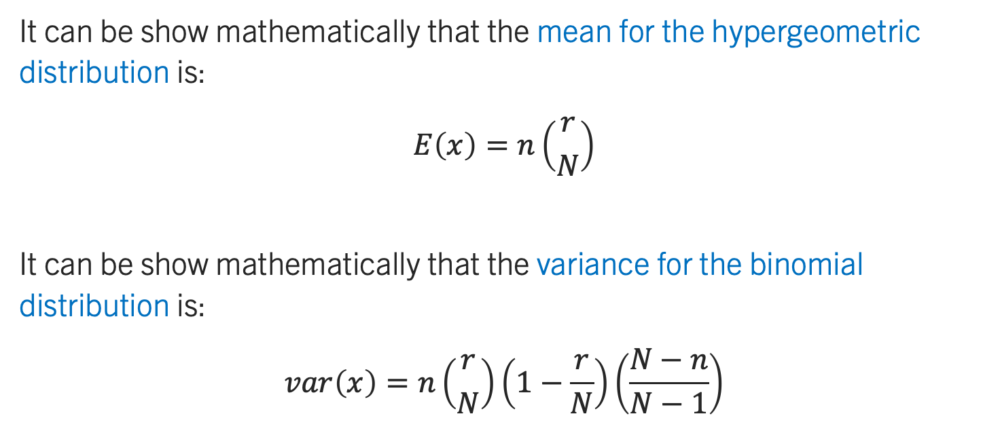 It can be show mathematically that the mean for the hypergeometric
distribution is:
E(x) = n \binom{r}{N}
It can be show mathematically that the variance for the binomial
distribution is:
var(x) = n \binom{r}{N} \left(1 - \frac{r}{N}\right) \left(\frac{N - n}{N - 1}\right)